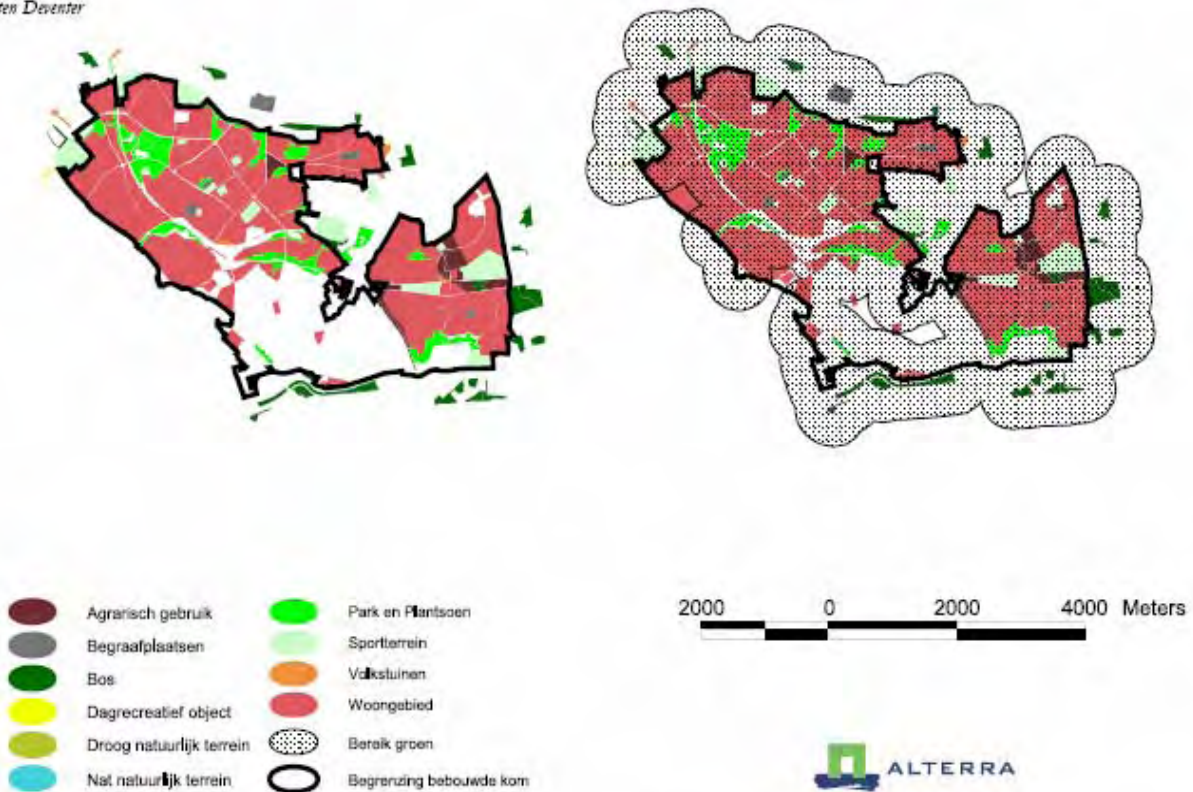 ten Deventer
Agrarisch gebruik
Begraafplaatsen
Bos
Dagrecreatief object
Droog natuurlijk terrein
Nat natuurlijk terrein
Park en Plantsoen
Sportterrein
Volkstuinen
Woongebied
Bereik groen
Begrenzing bebouwde kom
2000 0 2000 4000 Meters
ALTERRA